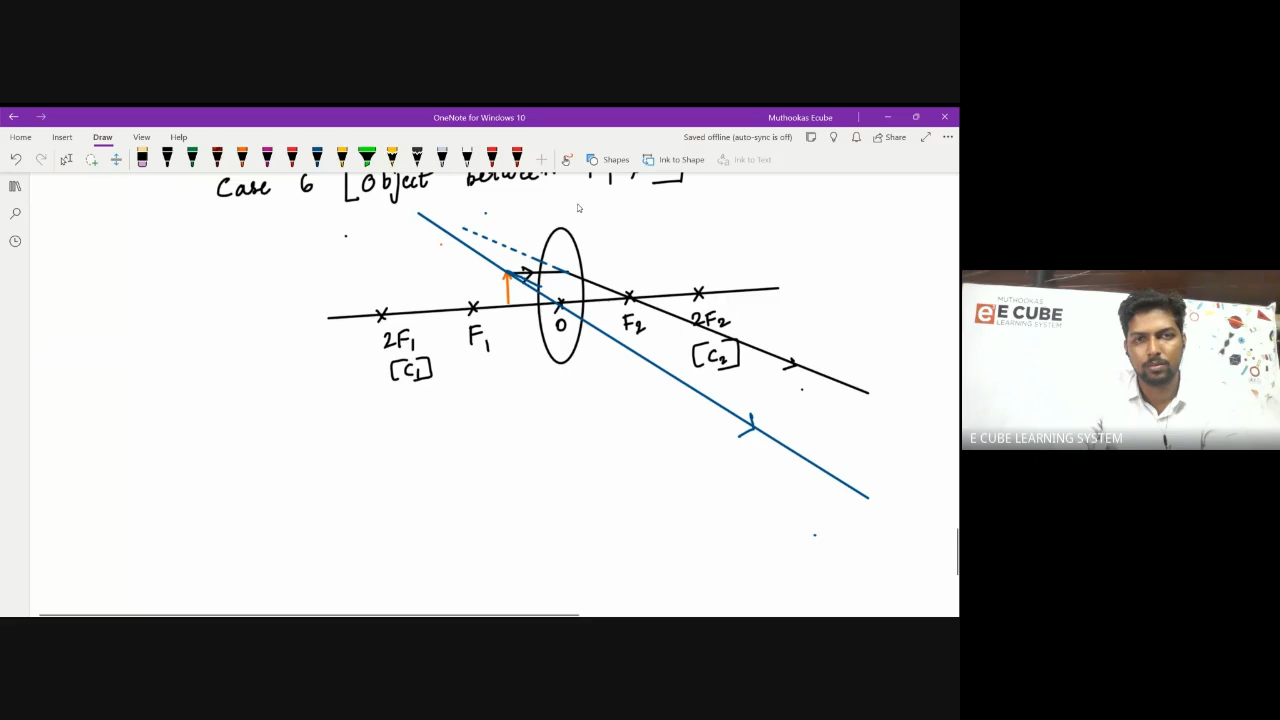 OneNote for Windows 10
Muthookas Ecube
Home Insert Draw View Help
Saved offline (auto-sync is off)
Share
Shapes
Ink to Shape
Ink to Text
Case 6 [Object between
2F1
[C1]
F1
O
F2
2F2
[C2]
MUTHOOKAS
e E CUBE
LEARNING SYSTEM
E CUBE LEARNING SYSTEM